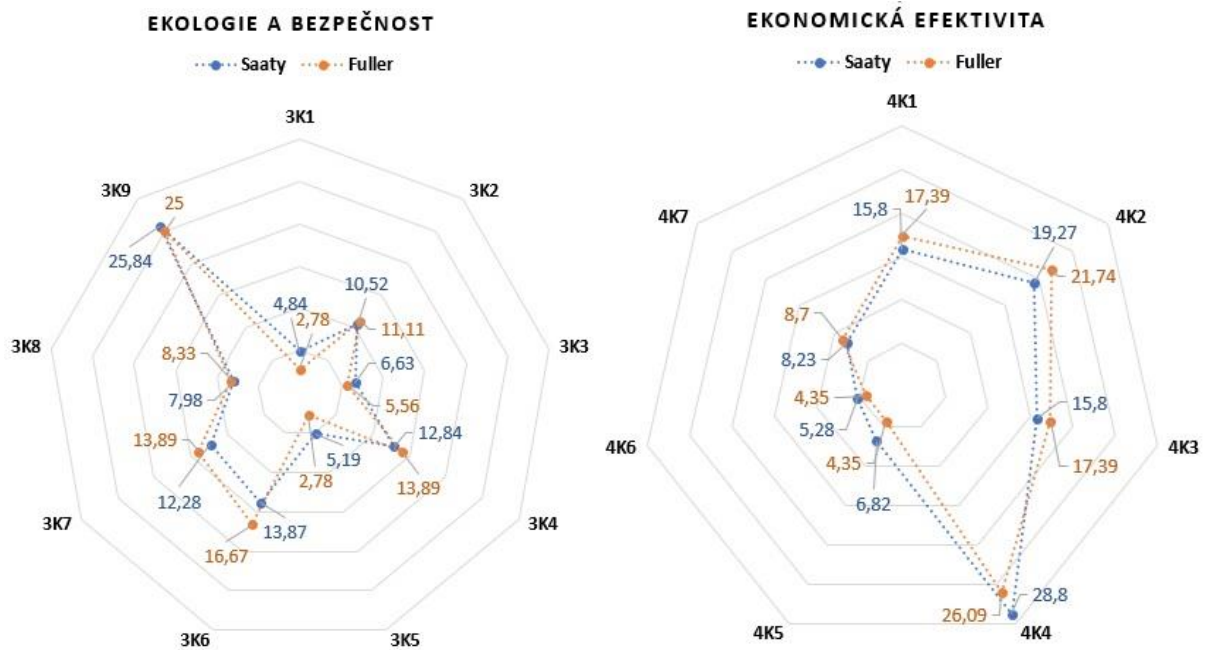 EKOLOGIE A BEZPEČNOST
Saaty Fuller
3K1
3K2
3K3
3K4
3K5
3K6
3K7
3K8
3K9
4,84
2,78
10,52
11,11
6,63
5,56
12,84
13,89
5,19
2,78
13,87
16,67
12,28
13,89
7,98
8,33
25,84
25
EKONOMICKÁ EFEKTIVITA
Saaty Fuller
4K1
4K2
4K3
4K4
4K5
4K6
4K7
15,8
17,39
19,27
21,74
15,8
17,39
28,8
26,09
6,82
4,35
5,28
4,35
8,23
8,7